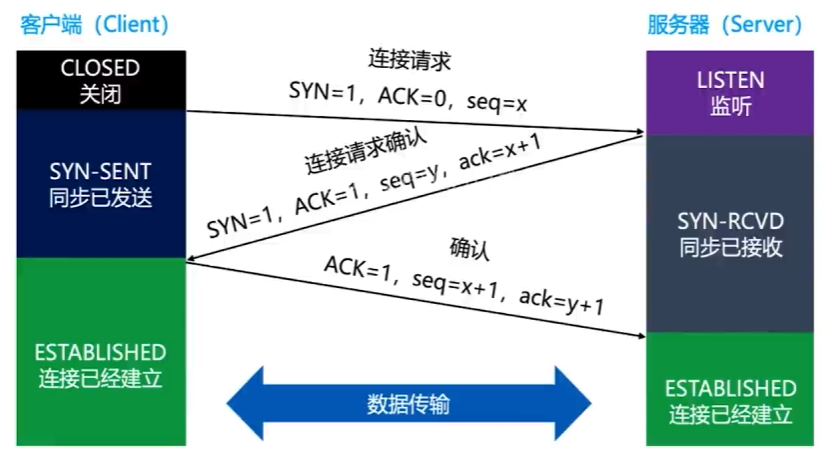 客户端（Client）
服务器（Server）
CLOSED
关闭
连接请求
SYN=1，ACK=0，seq=x
LISTEN
监听
SYN-SENT
同步已发送
连接请求确认
SYN=1，ACK=1，seq=y，ack=x+1
SYN-RCVD
同步已接收
确认
ACK=1，seq=x+1，ack=y+1
ESTABLISHED
连接已经建立
数据传输
ESTABLISHED
连接已经建立